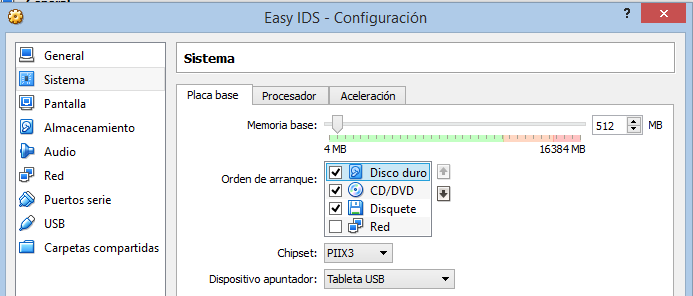 Easy IDS - Configuración
?
General
Sistema
Pantalla
Almacenamiento
Audio
Red
Puertos serie
USB
Carpetas compartidas
Sistema
Placa base Procesador Aceleración
Memoria base: 512 MB
4 MB 16384 MB
Orden de arranque: Disco duro
CD/DVD
Disquete
Red
Chipset: PIIX3
Dispositivo apuntador: Tableta USB